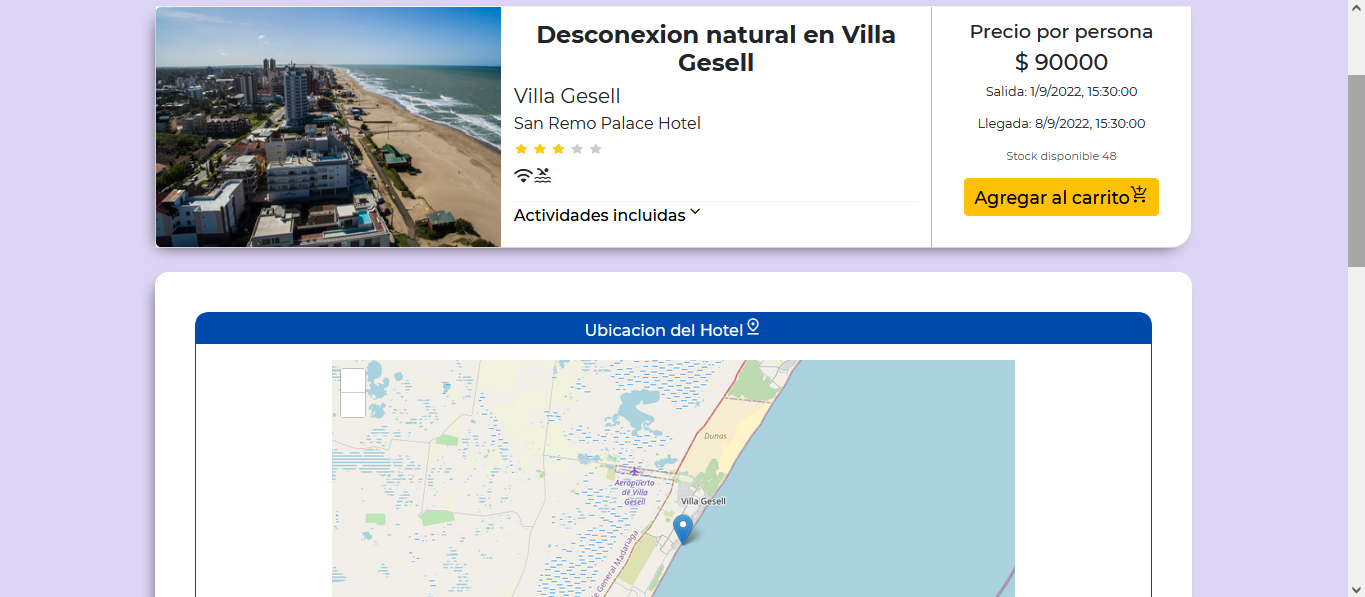 Desconexion natural en Villa
Gesell
Villa Gesell
San Remo Palace Hotel
Actividades incluidas
Precio por persona
$ 90000
Salida: 1/9/2022, 15:30:00
Llegada: 8/9/2022, 15:30:00
Stock disponible 48
Agregar al carrito
Ubicacion del Hotel
Dunas
Aeropuerto
de Villa
Gesell
Villa Gesell
de General Madariaga